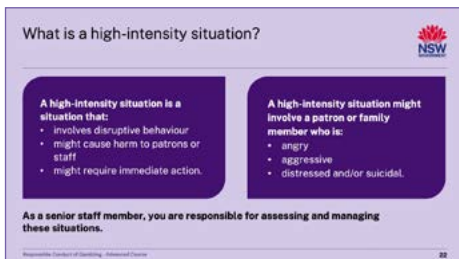 What is a high-intensity situation?
NSW
GOVERNMENT
A high-intensity situation is a
situation that:
• involves disruptive behaviour
• might cause harm to patrons or
staff
• might require immediate action.
A high-intensity situation might
involve a patron or family
member who is:
• angry
• aggressive
• distressed and/or suicidal.
As a senior staff member, you are responsible for assessing and managing
these situations.
Responsible Conduct of Gambling - Advanced Course
22